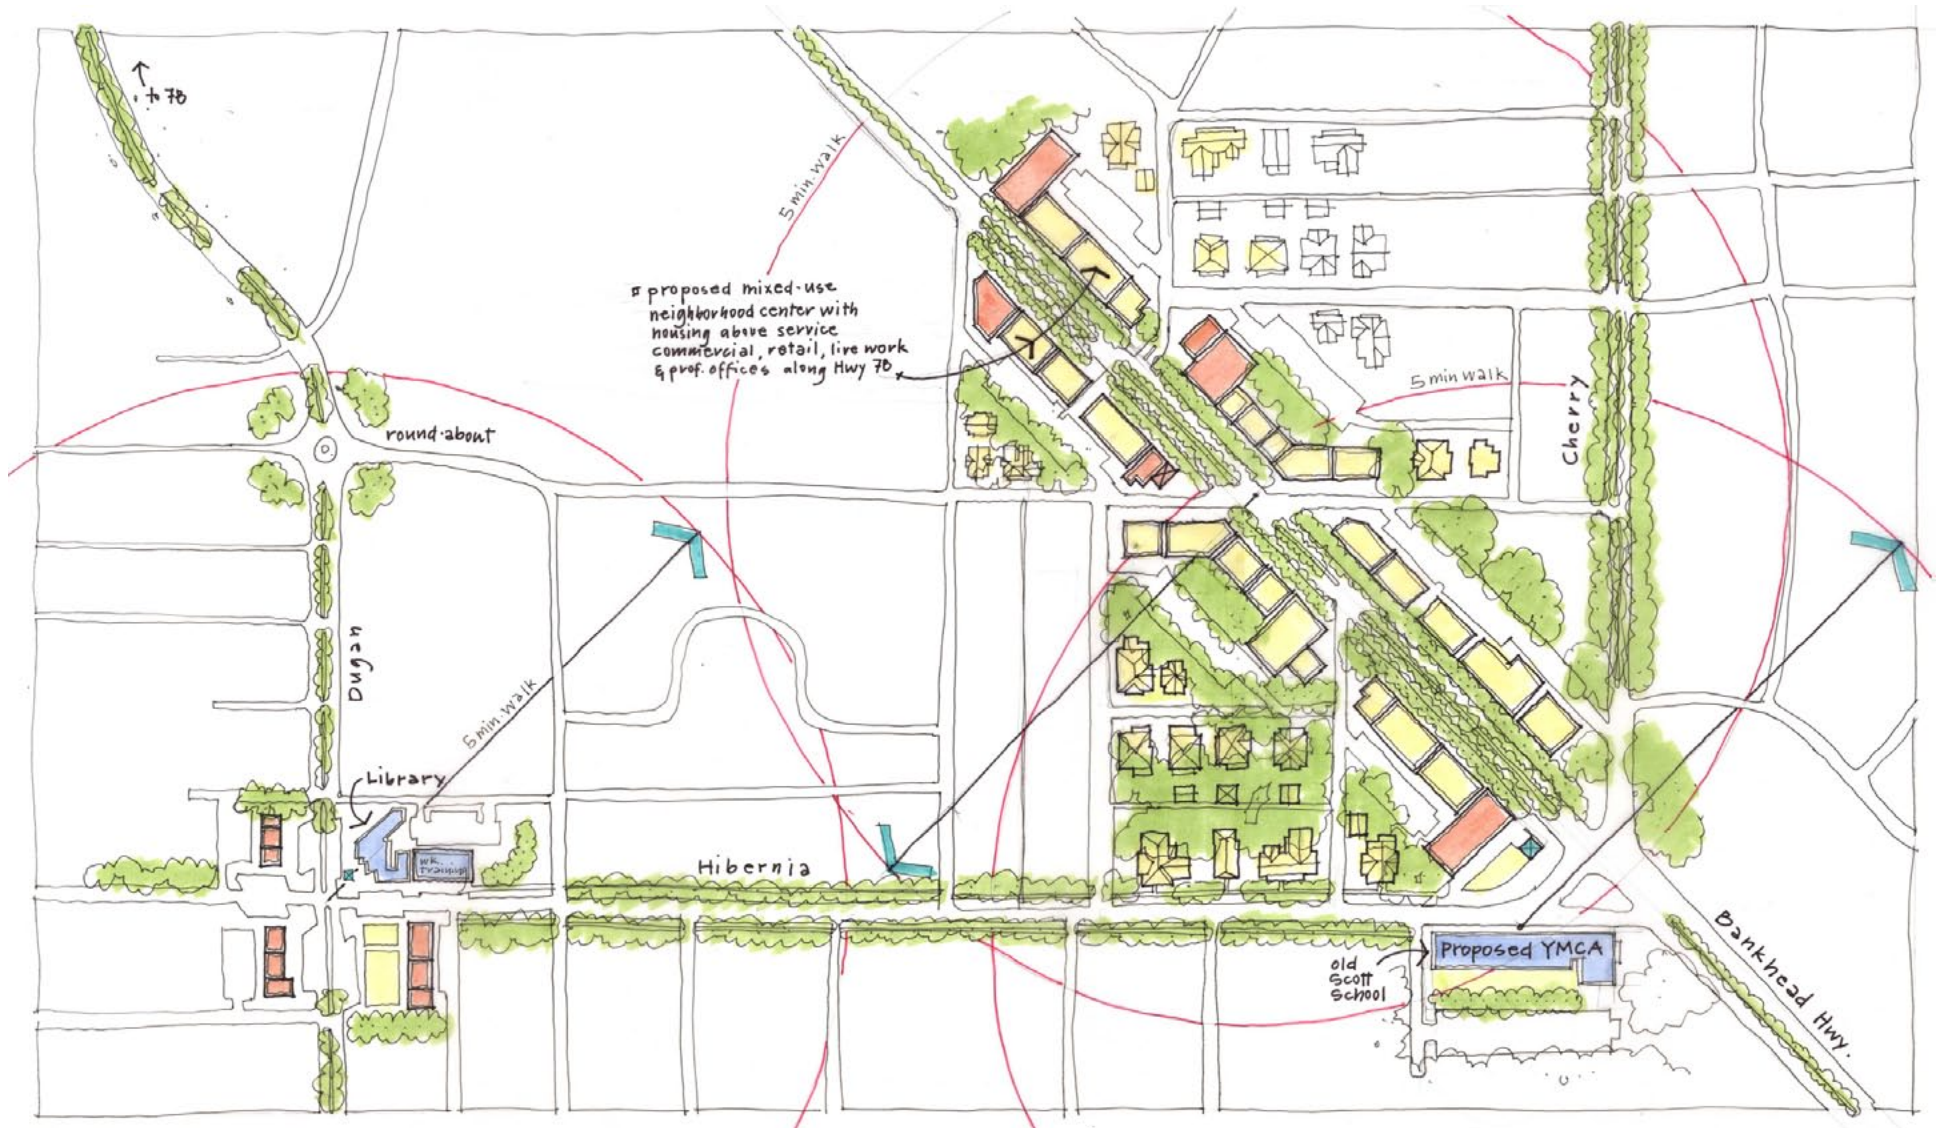 to 78
5 min. walk
¤ proposed mixed-use
neighborhood center with
housing above service
commercial, retail, live work
& prof. offices along Hwy 78
5 min walk
Cherry
round-about
Dugan
5 min. walk
Library
wk.
training
Hibernia
Proposed YMCA
old
Scott
School
Bankhead Hwy.